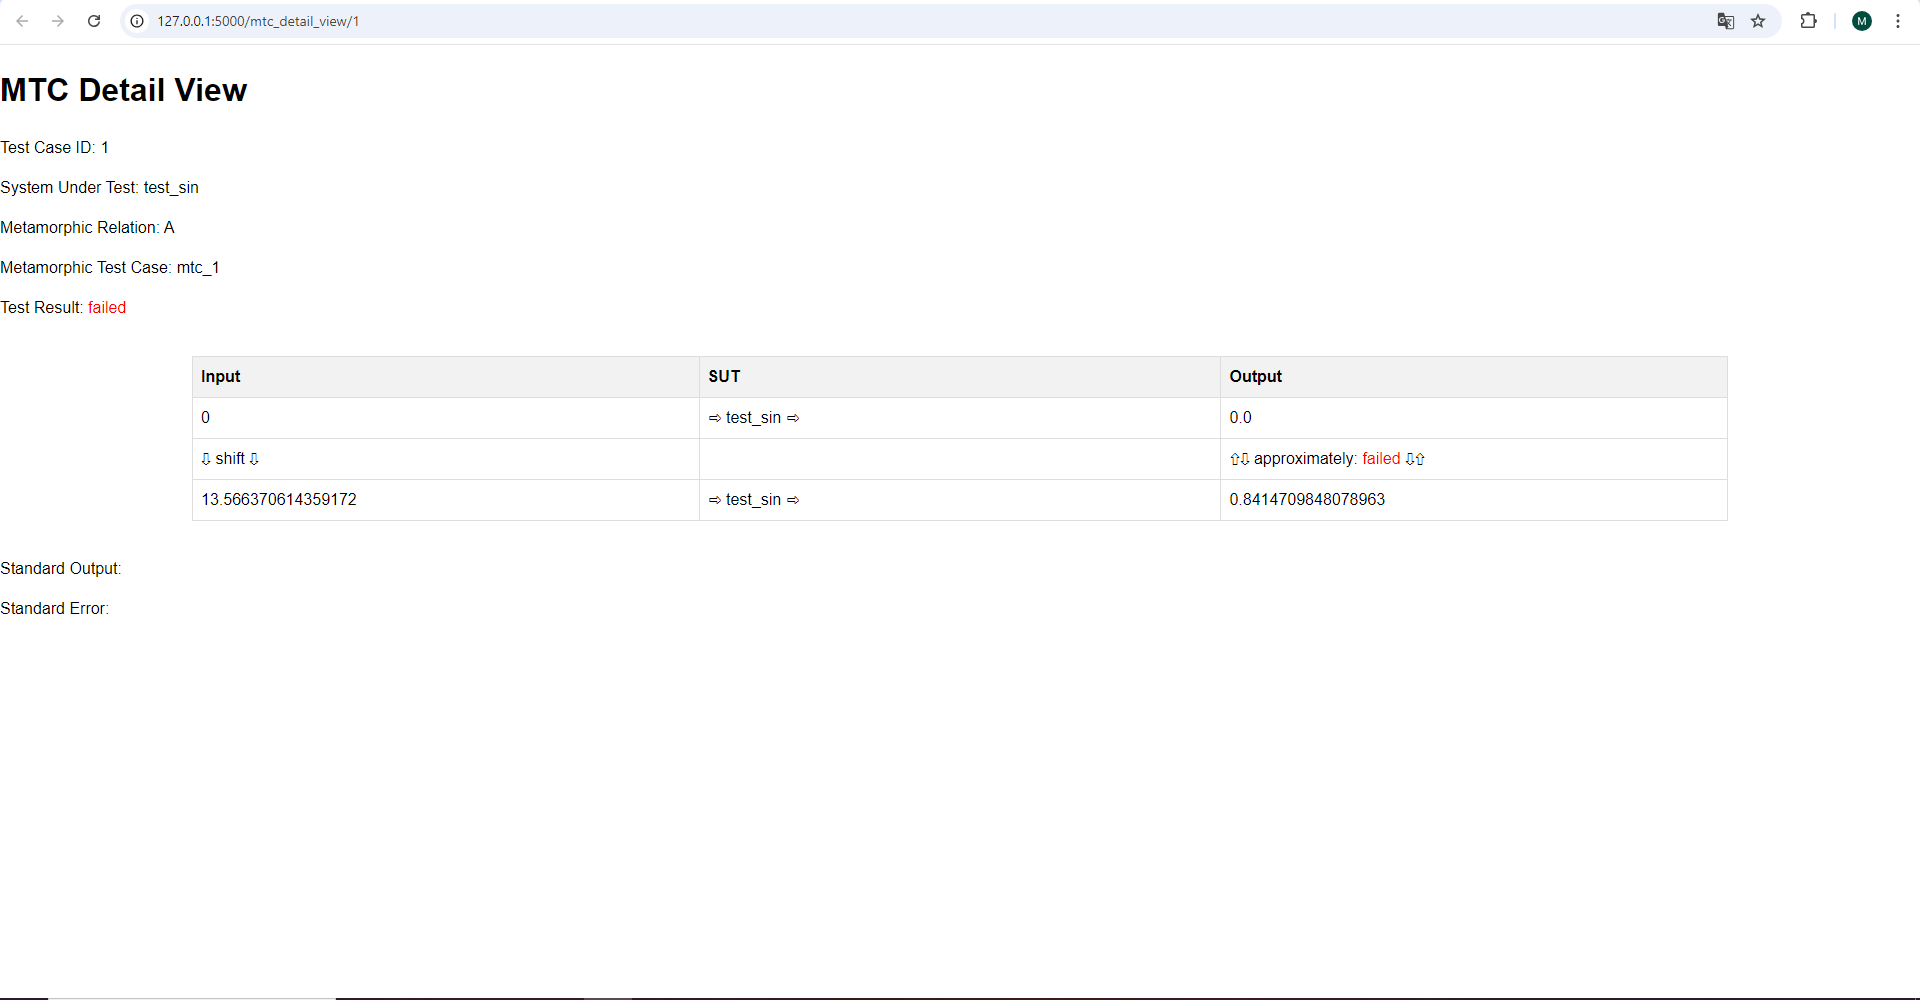 127.0.0.1:5000/mtc_detail_view/1
M
MTC Detail View
Test Case ID: 1
System Under Test: test_sin
Metamorphic Relation: A
Metamorphic Test Case: mtc_1
Test Result: failed
Input SUT Output
0 ⇨ test_sin ⇨ 0.0
⇩ shift ⇩ ⇧⇩ approximately: failed ⇩⇧
13.566370614359172 ⇨ test_sin ⇨ 0.8414709848078963
Standard Output:
Standard Error: